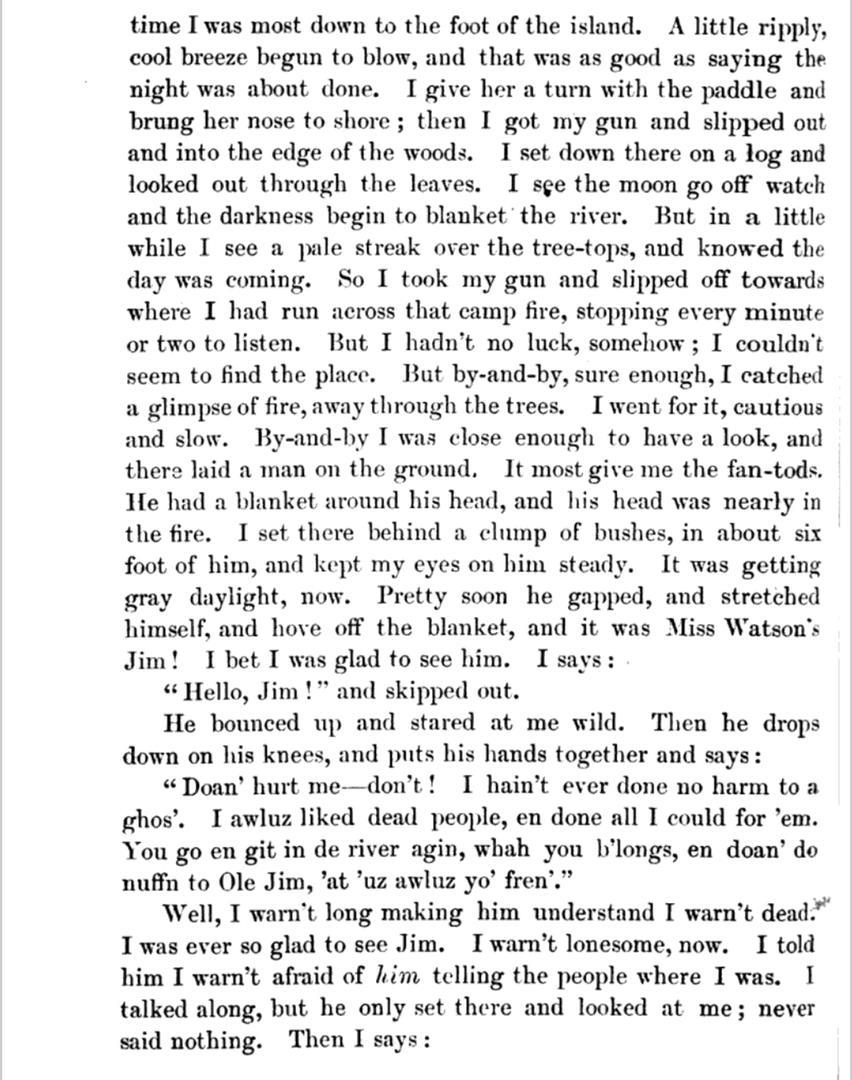 time I was most down to the foot of the island. A little ripply,
cool breeze begun to blow, and that was as good as saying the
night was about done. I give her a turn with the paddle and
brung her nose to shore ; then I got my gun and slipped out
and into the edge of the woods. I set down there on a log and
looked out through the leaves. I see the moon go off watch
and the darkness begin to blanket the river. But in a little
while I see a pale streak over the tree-tops, and knowed the
day was coming. So I took my gun and slipped off towards
where I had run across that camp fire, stopping every minute
or two to listen. But I hadn't no luck, somehow ; I couldn't
seem to find the place. But by-and-by, sure enough, I catched
a glimpse of fire, away through the trees. I went for it, cautious
and slow. By-and-by I was close enough to have a look, and
there laid a man on the ground. It most give me the fan-tods.
He had a blanket around his head, and his head was nearly in
the fire. I set there behind a clump of bushes, in about six
foot of him, and kept my eyes on him steady. It was getting
gray daylight, now. Pretty soon he gapped, and stretched
himself, and hove off the blanket, and it was Miss Watson's
Jim ! I bet I was glad to see him. I says :
“ Hello, Jim ! ” and skipped out.
He bounced up and stared at me wild. Then he drops
down on his knees, and puts his hands together and says :
“ Doan' hurt me—don't ! I hain't ever done no harm to a
ghos'. I awluz liked dead people, en done all I could for 'em.
You go en git in de river agin, whah you b'longs, en doan' do
nuffn to Ole Jim, 'at 'uz awluz yo' fren'.”
Well, I warn't long making him understand I warn't dead.
I was ever so glad to see Jim. I warn't lonesome, now. I told
him I warn't afraid of him telling the people where I was. I
talked along, but he only set there and looked at me ; never
said nothing. Then I says :